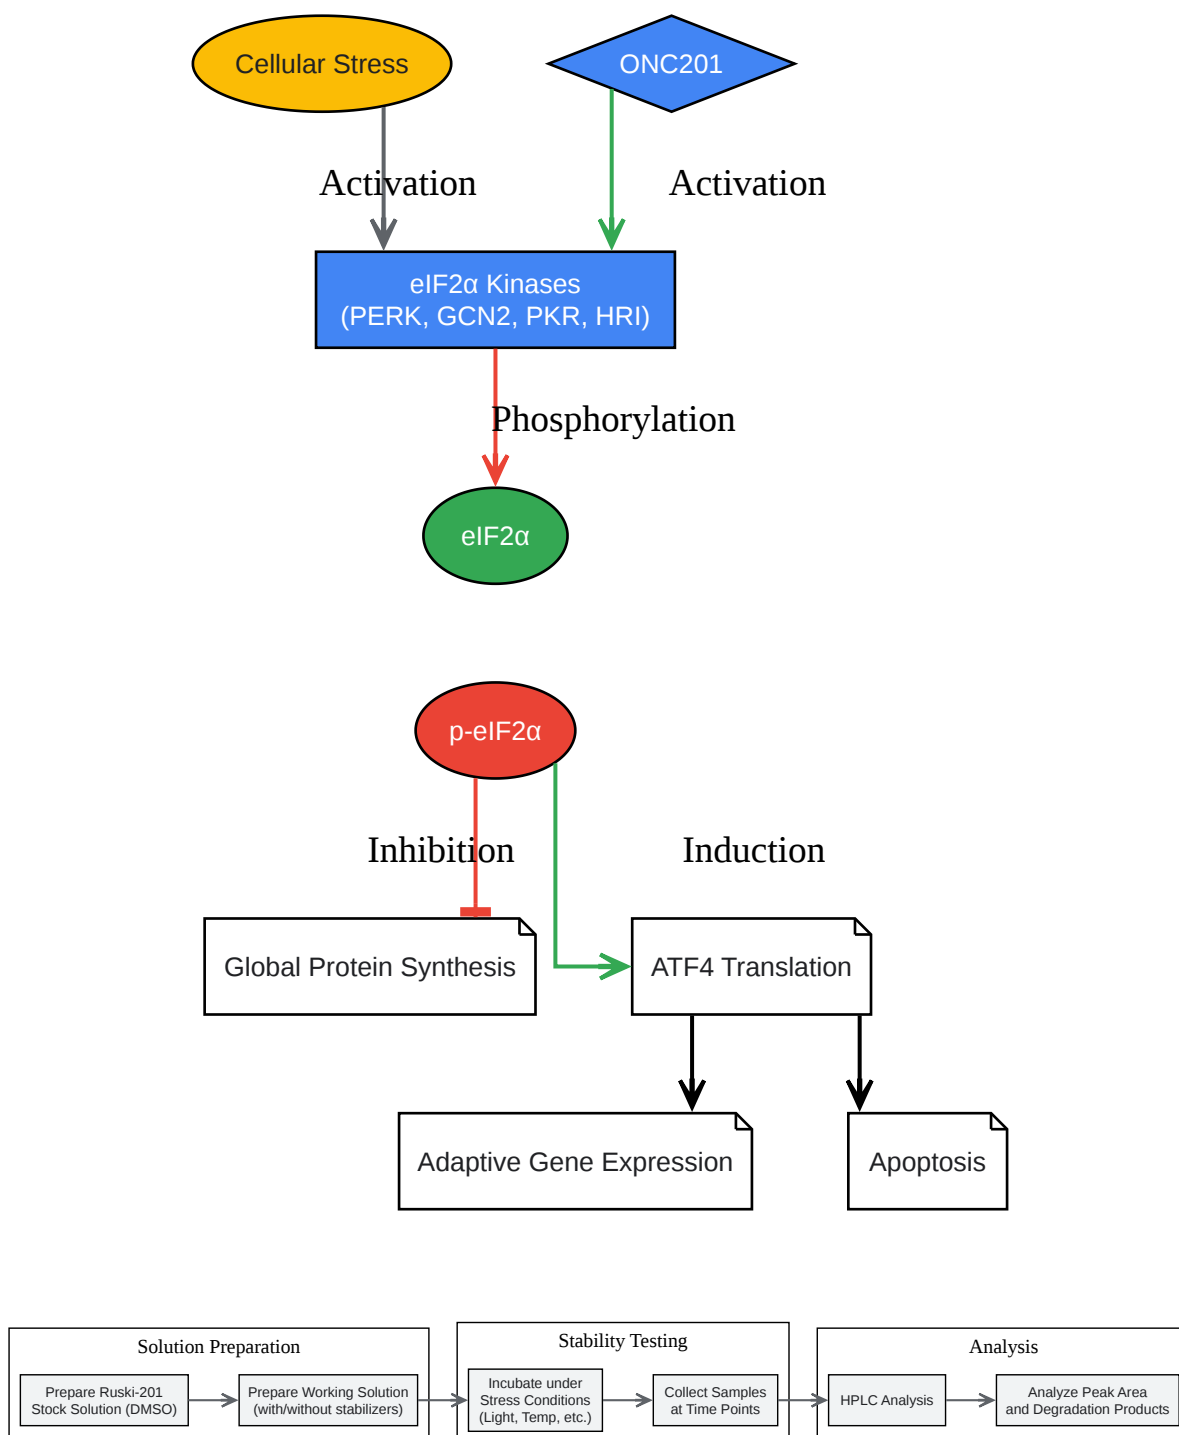 Cellular Stress
ONC201
Activation
Activation
eIF2α Kinases
(PERK, GCN2, PKR, HRI)
Phosphorylation
eIF2α
p-eIF2α
Inhibition
Induction
Global Protein Synthesis
ATF4 Translation
Adaptive Gene Expression
Apoptosis
Solution Preparation
Prepare Ruski-201
Stock Solution (DMSO)
Prepare Working Solution
(with/without stabilizers)
Stability Testing
Incubate under
Stress Conditions
(Light, Temp, etc.)
Collect Samples
at Time Points
Analysis
HPLC Analysis
Analyze Peak Area
and Degradation Products